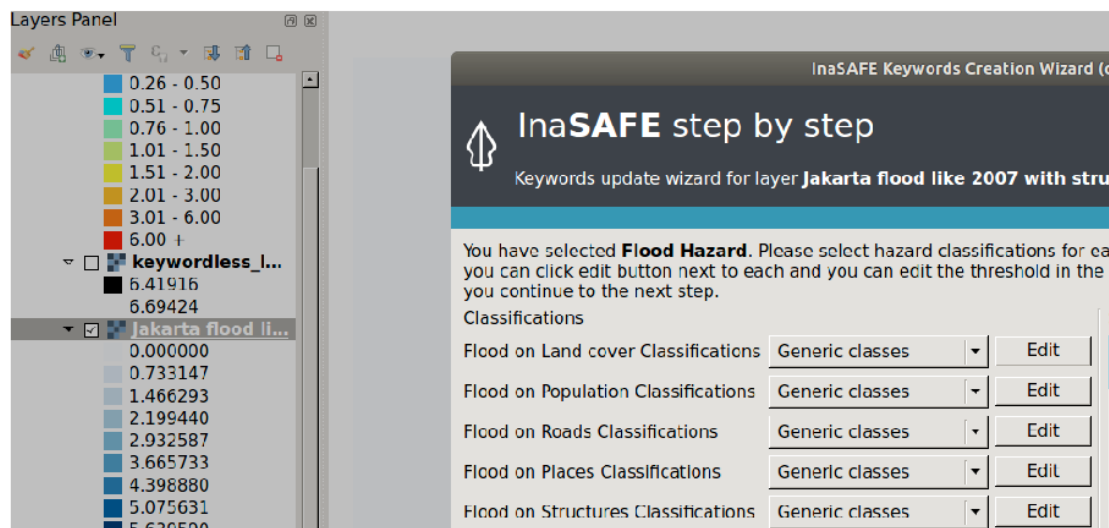 Layers Panel
0.26 - 0.50
0.51 - 0.75
0.76 - 1.00
1.01 - 1.50
1.51 - 2.00
2.01 - 3.00
3.01 - 6.00
6.00 +
keywordless_l...
6.41916
6.69424
Jakarta flood li...
0.000000
0.733147
1.466293
2.199440
2.932587
3.665733
4.398880
5.075631
InaSAFE Keywords Creation Wizard (c
InaSAFE step by step
Keywords update wizard for layer Jakarta flood like 2007 with stru
You have selected Flood Hazard. Please select hazard classifications for ea
you can click edit button next to each and you can edit the threshold in the
you continue to the next step.
Classifications
Flood on Land cover Classifications Generic classes Edit
Flood on Population Classifications Generic classes Edit
Flood on Roads Classifications Generic classes Edit
Flood on Places Classifications Generic classes Edit
Flood on Structures Classifications Generic classes Edit